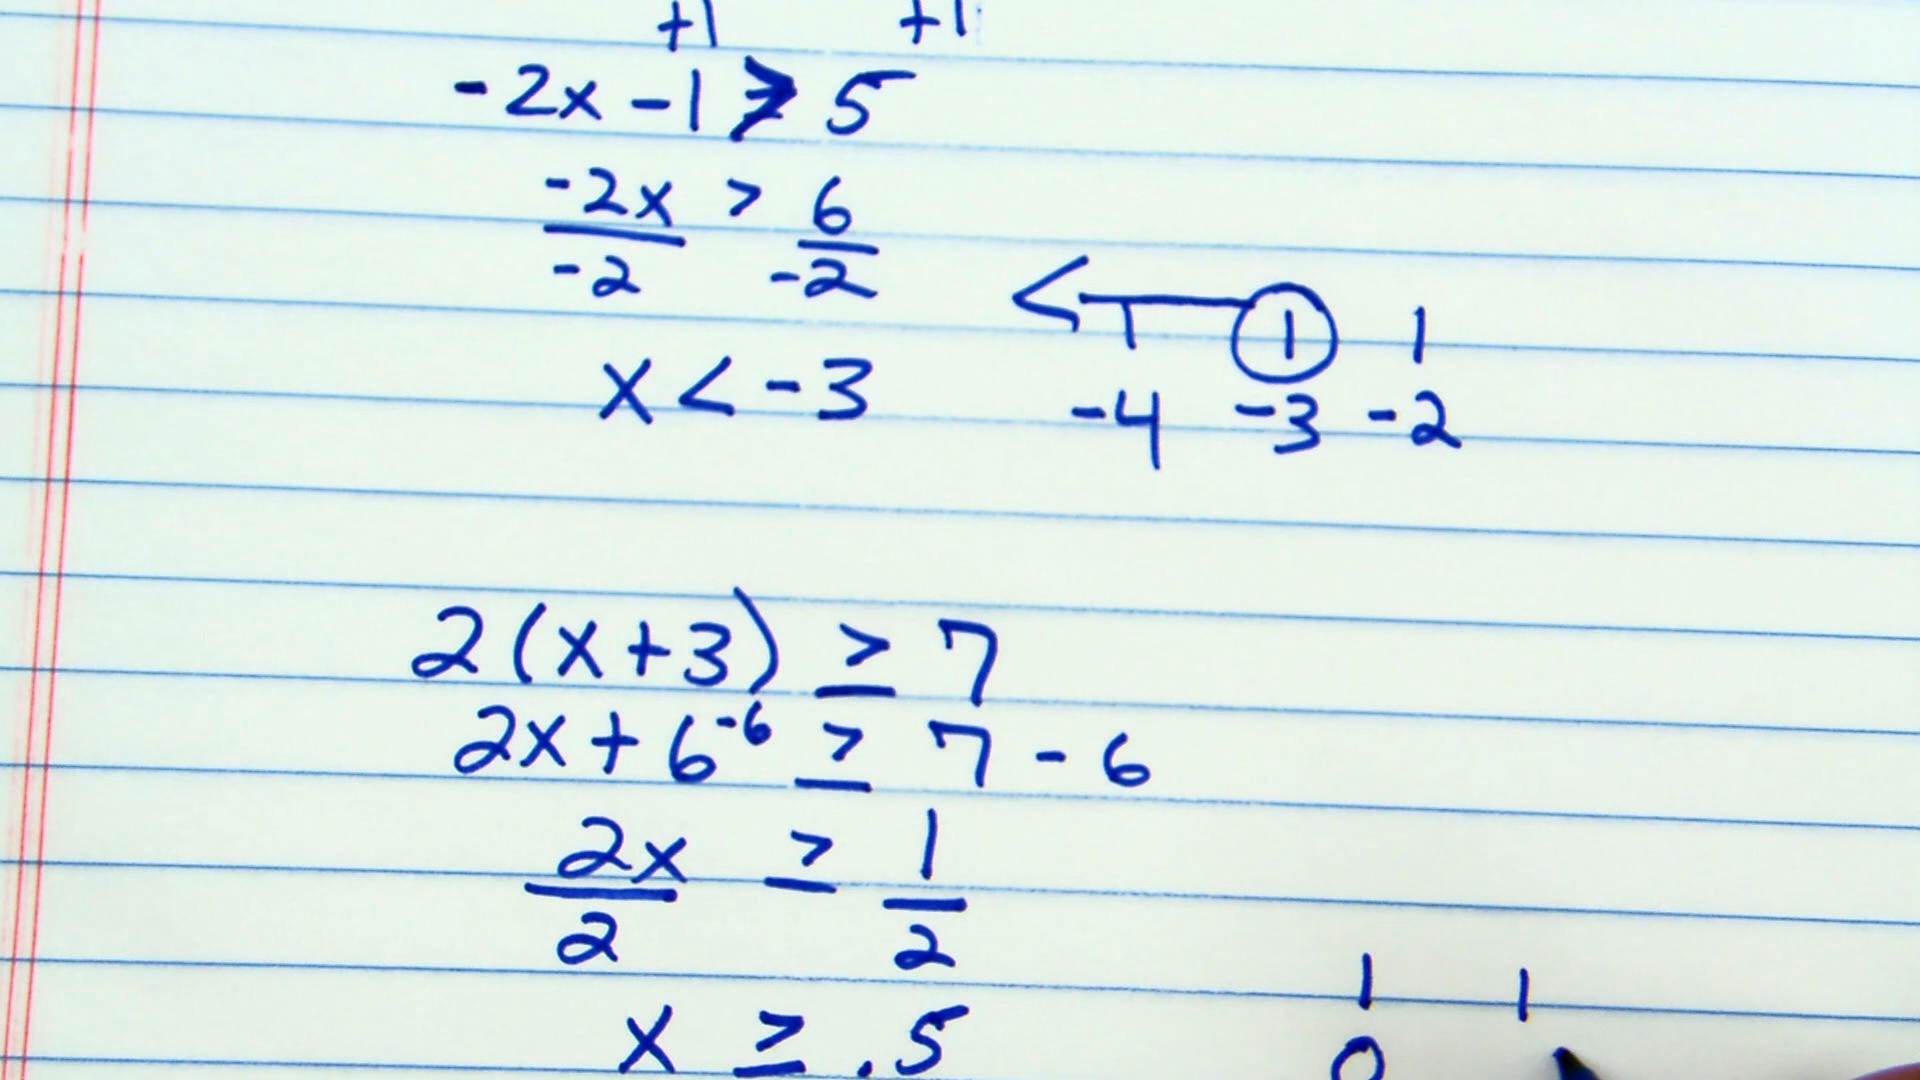 +1 +1
-2x -1 > 5
-2x > 6
-2 -2
x < -3
-4 -3 -2
2(x+3) ≥ 7
2x + 6 -6 ≥ 7 - 6
2x ≥ 1
2 2
x ≥ .5
0